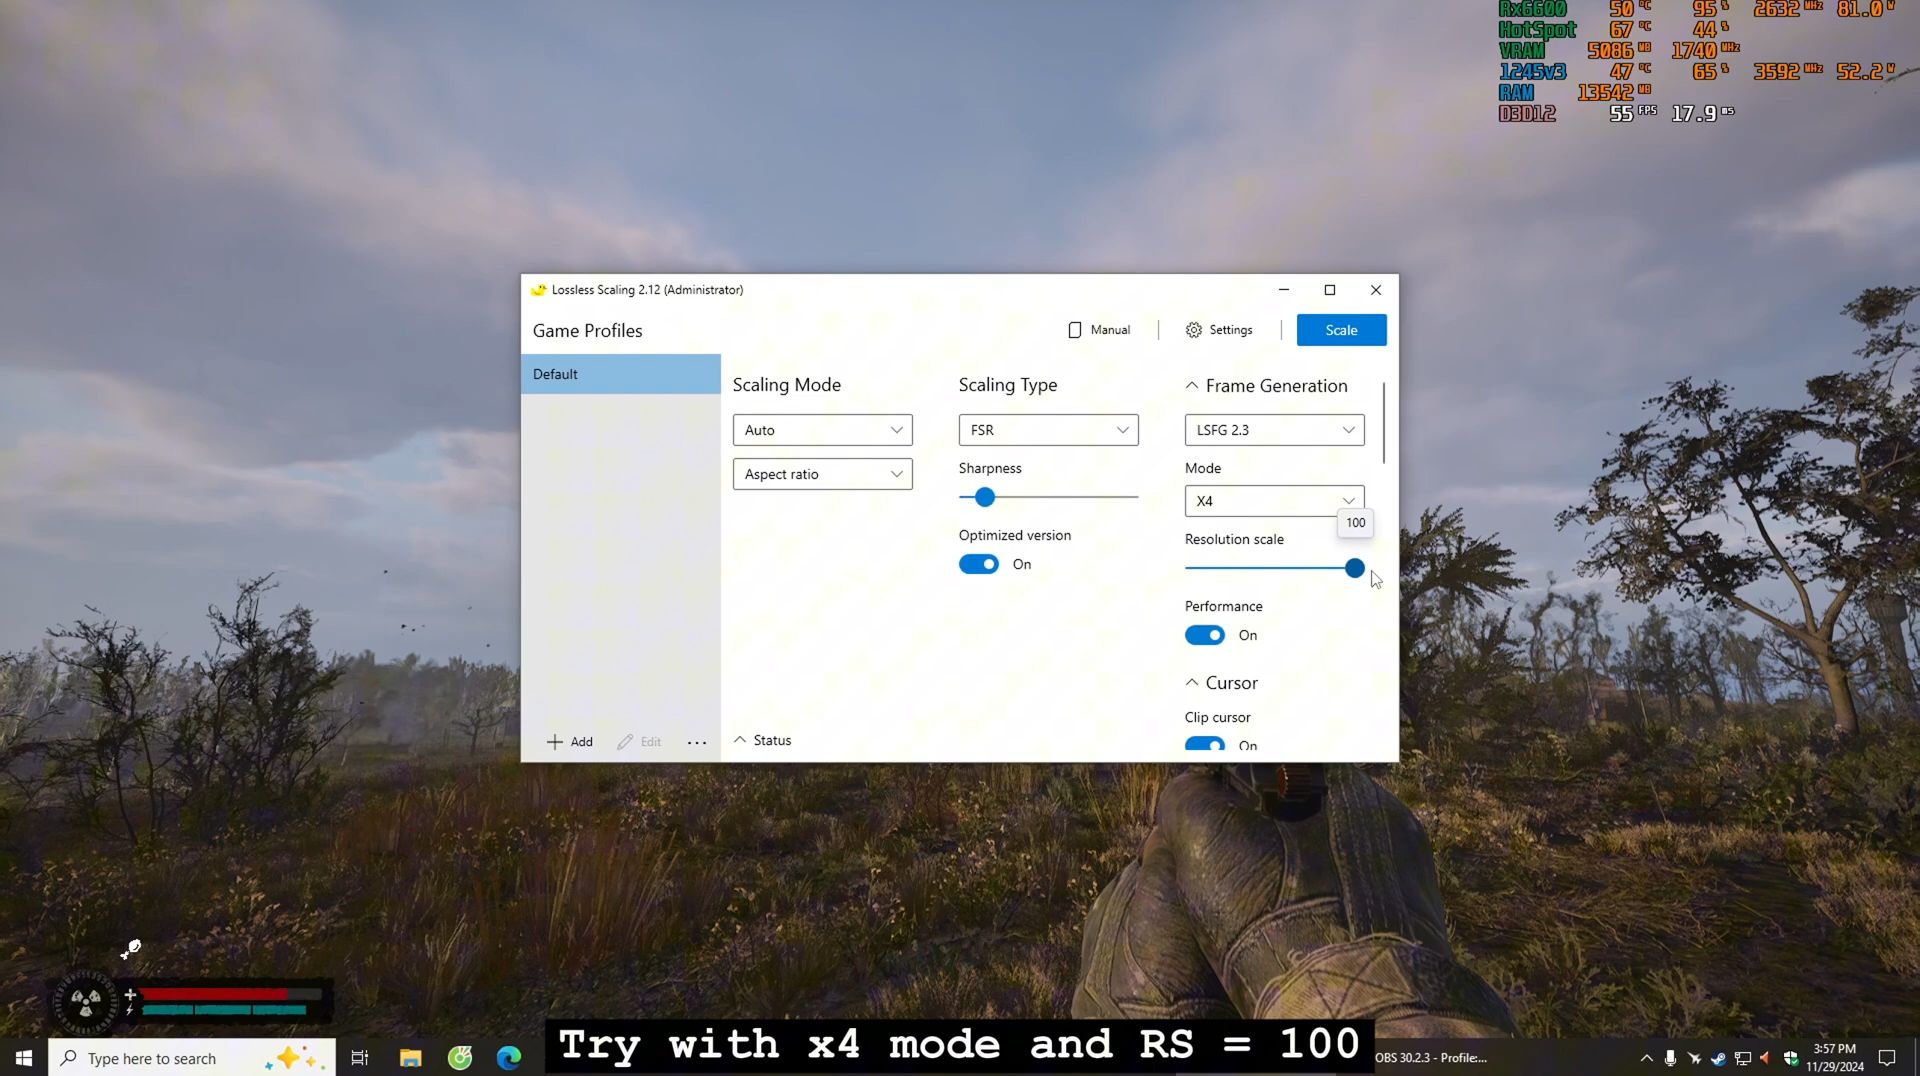 Rx6600 50 °C 95 % 2632 MHz 81.0 W
HotSpot 67 °C 44 %
VRAM 5086 MB 1740 MHz
1245v3 47 °C 65 % 3592 MHz 52.2 W
RAM 13542 MB
D3D12 55 FPS 17.9 ms
Lossless Scaling 2.12 (Administrator)
Game Profiles
Manual
Settings
Scale
Default
Scaling Mode
Auto
Aspect ratio
Scaling Type
FSR
Sharpness
Optimized version
On
Frame Generation
LSFG 2.3
Mode
X4
100
Resolution scale
Performance
On
Cursor
Clip cursor
On
Add
Edit
Status
Try with x4 mode and RS = 100
Type here to search
OBS 30.2.3 - Profile:...
3:57 PM
11/29/2024